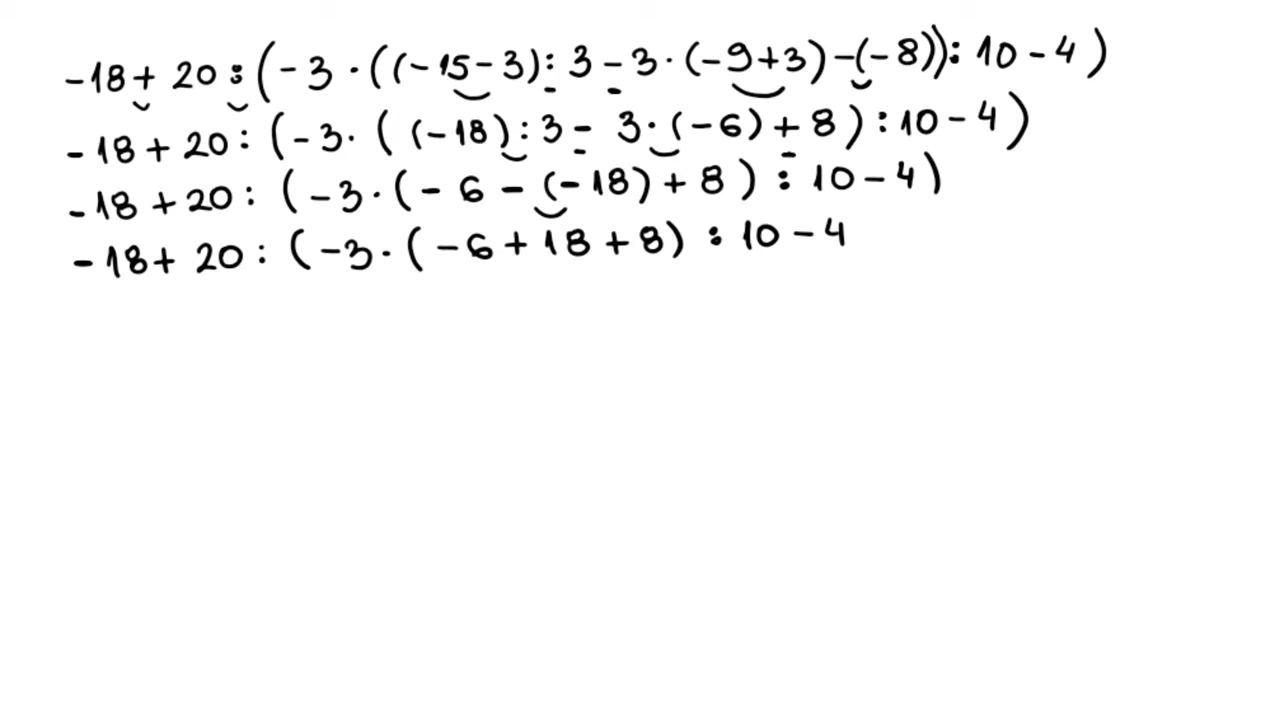 -18+ 20 : (-3 · ((-15-3) : 3 - 3 · (-9+3) - (-8)) : 10 - 4)
-18 + 20 : (-3 · ((-18) : 3 - 3 · (-6) + 8) : 10 - 4)
-18 + 20 : (-3 · (-6 - (-18) + 8) : 10 - 4)
-18+ 20 : (-3 · (-6 + 18 + 8) : 10 - 4